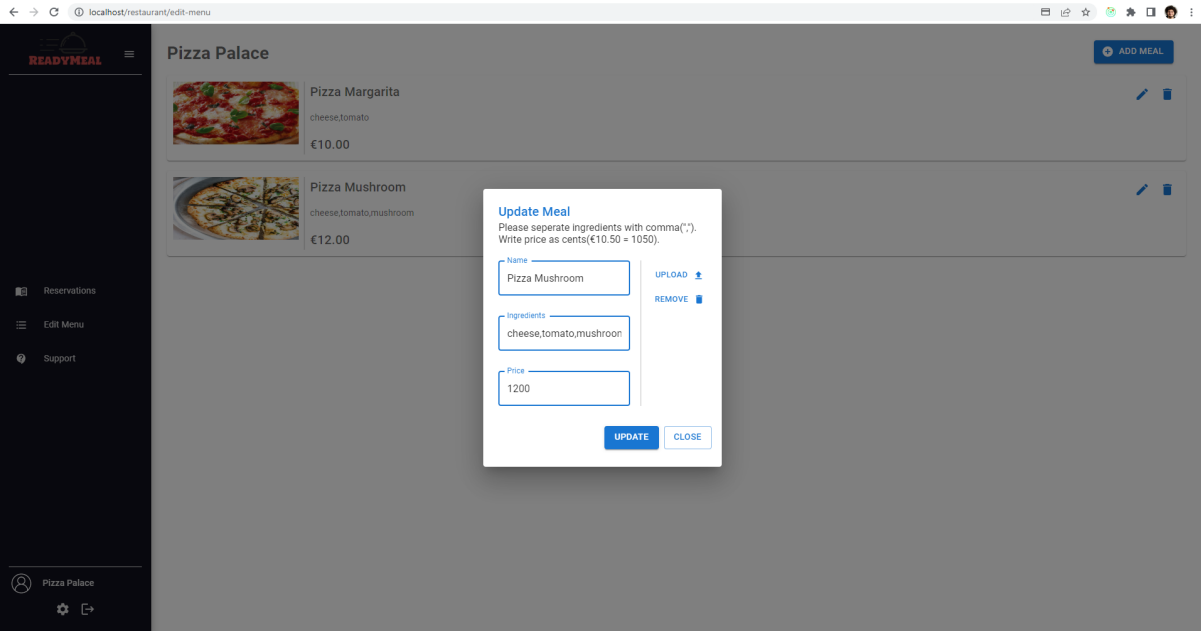 localhost/restaurant/edit-menu
READYMEAL
Pizza Palace
ADD MEAL
Pizza Margarita
cheese,tomato
€10.00
Pizza Mushroom
cheese,tomato,mushroom
€12.00
Reservations
Edit Menu
Support
Pizza Palace
Update Meal
Please seperate ingredients with comma(",").
Write price as cents(€10.50 = 1050).
Name
Pizza Mushroom
UPLOAD
REMOVE
Ingredients
cheese,tomato,mushroon
Price
1200
UPDATE CLOSE